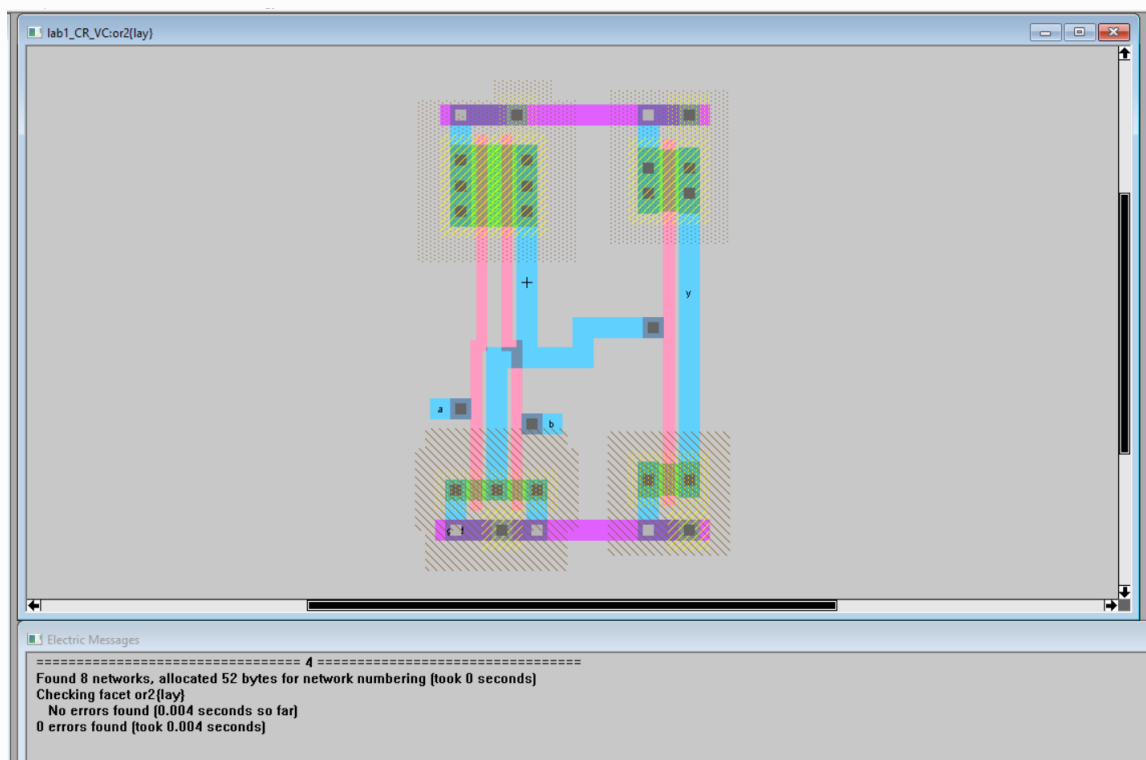 lab1_CR_VC:or2{lay}
y
a
b
Electric Messages
================================= 4 =================================
Found 8 networks, allocated 52 bytes for network numbering (took 0 seconds)
Checking facet or2{lay}
No errors found (0.004 seconds so far)
0 errors found (took 0.004 seconds)